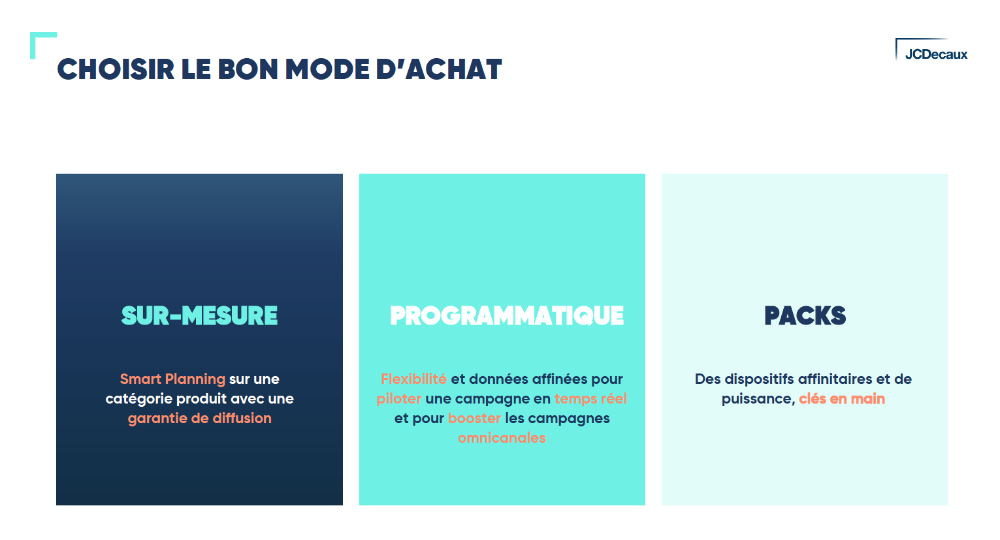 JCDecaux
CHOISIR LE BON MODE D’ACHAT
SUR-MESURE
Smart Planning sur une
catégorie produit avec une
garantie de diffusion
PROGRAMMATIQUE
Flexibilité et données affinées pour
piloter une campagne en temps réel
et pour booster les campagnes
omnicanales
PACKS
Des dispositifs affinitaires et de
puissance, clés en main